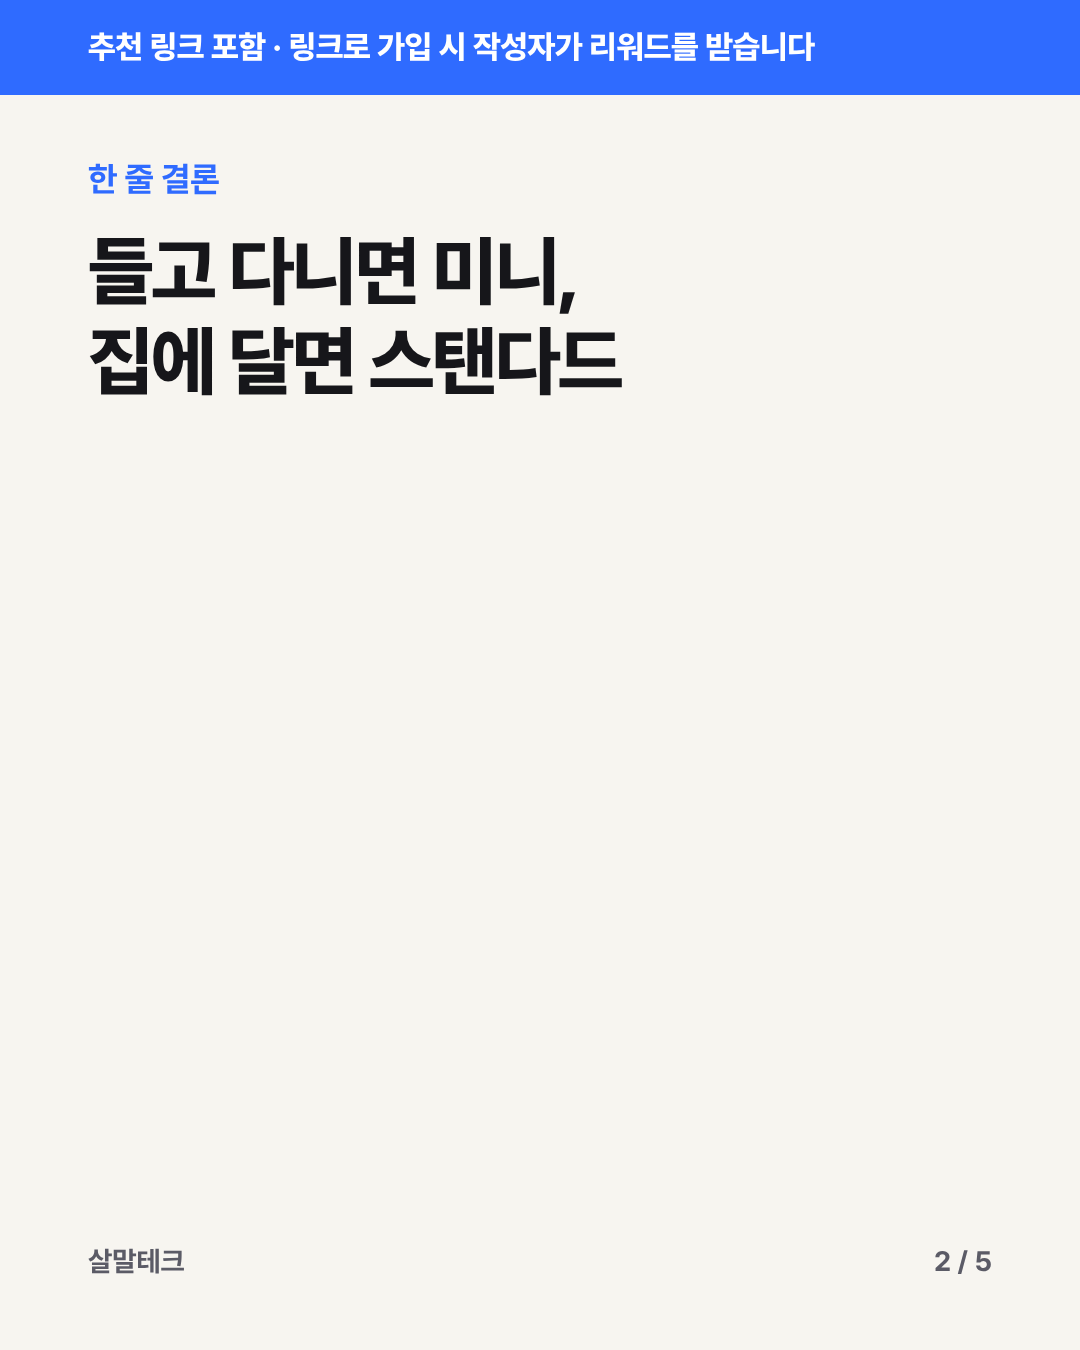 추천 링크 포함 · 링크로 가입 시 작성자가 리워드를 받습니다
한 줄 결론
들고 다니면 미니,
집에 달면 스탠다드
살말테크
2 / 5